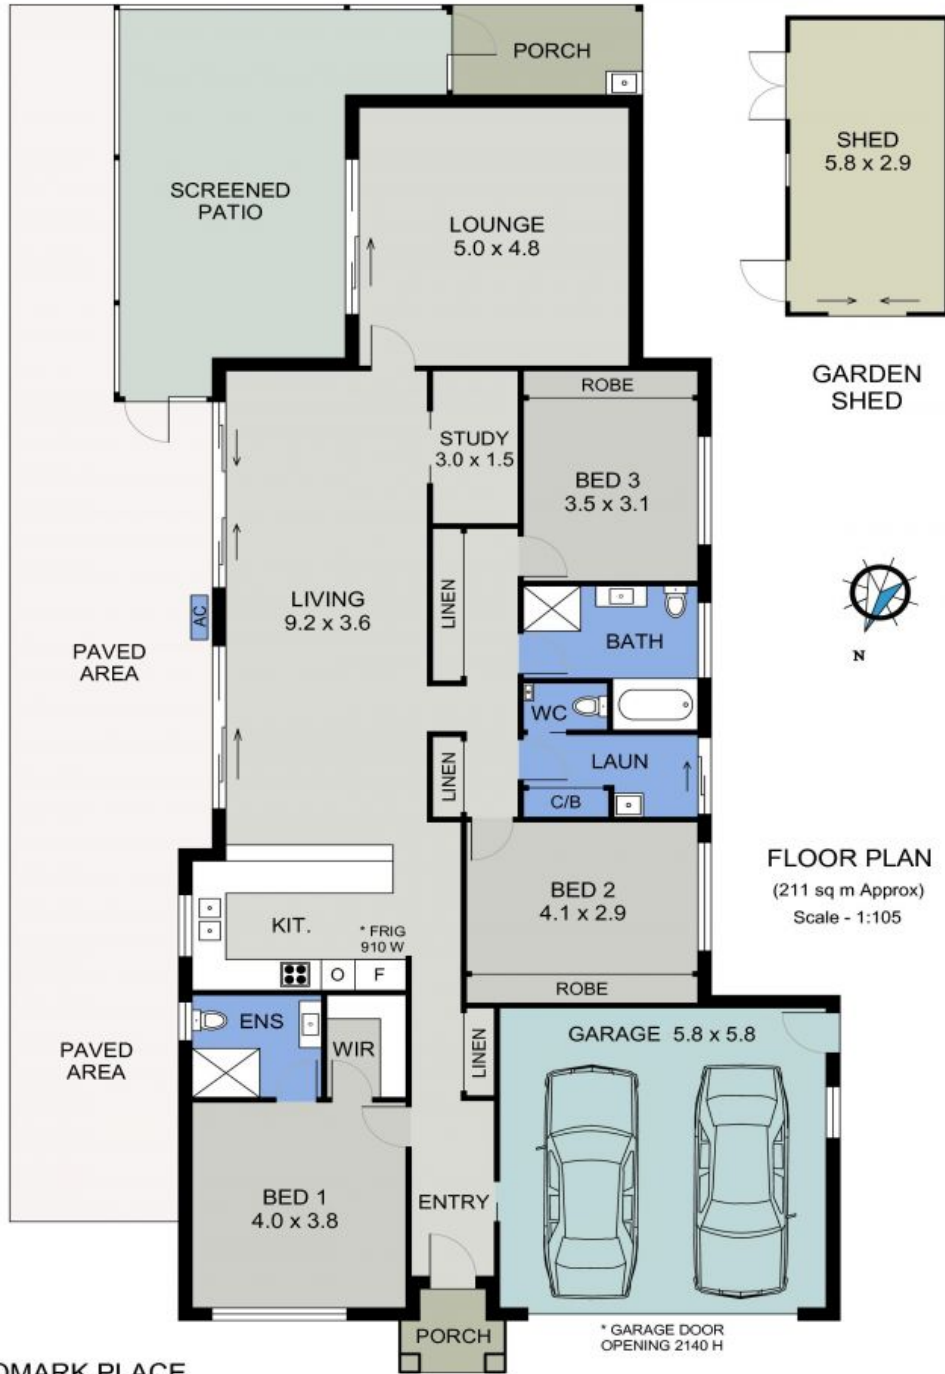 PORCH
SHED
5.8 x 2.9
SCREENED
PATIO
LOUNGE
5.0 x 4.8
GARDEN
SHED
ROBE
STUDY
3.0 x 1.5
BED 3
3.5 x 3.1
LINEN
LIVING
9.2 x 3.6
AC
BATH
PAVED
AREA
N
WC
LAUN
LINEN
C/B
FLOOR PLAN
(211 sq m Approx)
Scale - 1:105
BED 2
4.1 x 2.9
KIT.
* FRIG
910 W
O
F
ROBE
ENS
WIR
LINEN
GARAGE 5.8 x 5.8
PAVED
AREA
BED 1
4.0 x 3.8
ENTRY
PORCH
* GARAGE DOOR
OPENING 2140 H
PLACE